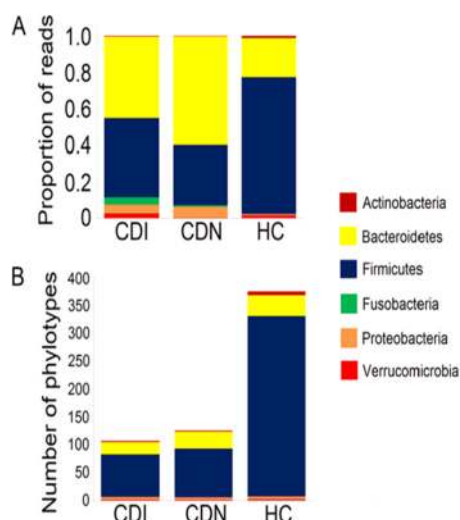 A
Proportion of reads
1.0
0.8
0.6
0.4
0.2
0
CDI CDN HC
Actinobacteria
Bacteroidetes
Firmicutes
Fusobacteria
Proteobacteria
Verrucomicrobia
B
Number of phylotypes
400
350
300
250
200
150
100
50
0
CDI CDN HC